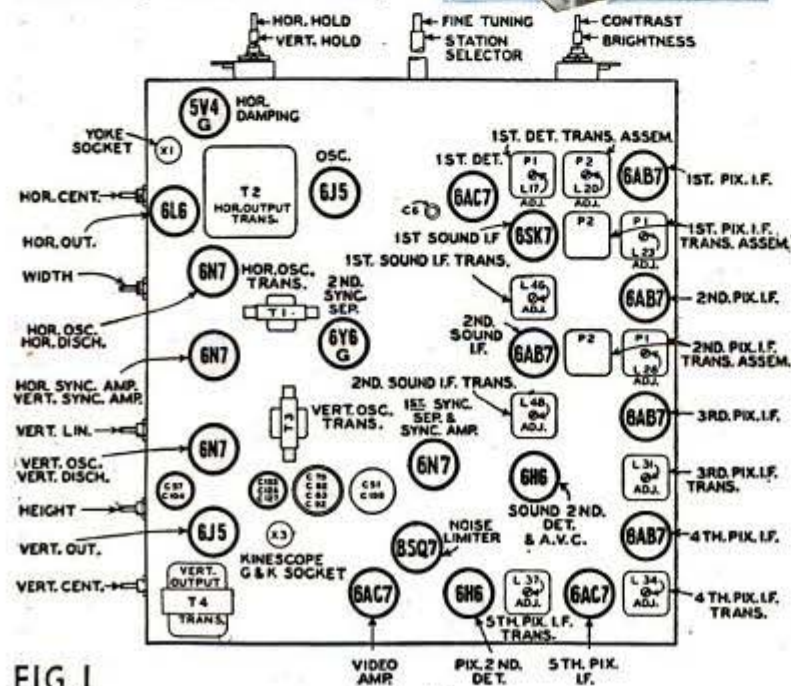 HOR. HOLD
VERT. HOLD
FINE TUNING
STATION
SELECTOR
CONTRAST
BRIGHTNESS
5V4
G
HOR.
DAMPING
YOKE
SOCKET
X1
T2
HOR. OUTPUT
TRANS.
OSC.
6J5
1ST. DET. TRANS. ASSEM.
1ST. DET.
6AC7
C6
P1
L17
ADJ.
P2
L20
ADJ.
6AB7
1ST. PIX. I.F.
HOR. CENT.
6L6
HOR. OUT.
1ST SOUND I.F
6SK7
P2
P1
L23
ADJ.
1ST. PIX. I.F.
TRANS. ASSEM.
WIDTH
6N7
HOR. OSC.
TRANS.
T1
2ND.
SYNC.
SEP.
6Y6
G
1ST. SOUND I.F. TRANS.
L46
ADJ.
6AB7
2ND. PIX. I.F.
HOR. OSC.
HOR. DISCH.
6N7
2ND.
SOUND
I.F.
6AB7
P2
P1
L28
ADJ.
2ND. PIX. I.F.
TRANS. ASSEM.
HOR. SYNC. AMP.
VERT. SYNC. AMP.
2ND. SOUND I.F. TRANS.
L48
ADJ.
6AB7
3RD. PIX. I.F.
VERT. LIN.
T3
VERT. OSC.
TRANS.
1ST. SYNC.
SEP. &
SYNC. AMP.
6N7
6N7
VERT. OSC.
VERT. DISCH.
6H6
SOUND 2ND.
DET.
& A.V.C.
L31
ADJ.
3RD. PIX. I.F.
TRANS.
C57
C104
C51
C108
HEIGHT
6J5
VERT. OUT.
X3
KINESCOPE
G & K SOCKET
NOISE
LIMITER
8SQ7
6AB7
4TH. PIX. I.F.
VERT. CENT.
VERT.
OUTPUT
T4
TRANS.
6AC7
6H6
L37
ADJ.
5TH. PIX. I.F.
TRANS.
6AC7
L34
ADJ.
4TH. PIX. I.F.
TRANS.
VIDEO
AMP.
PIX. 2ND.
DET.
5TH. PIX.
I.F.
FIG. 1